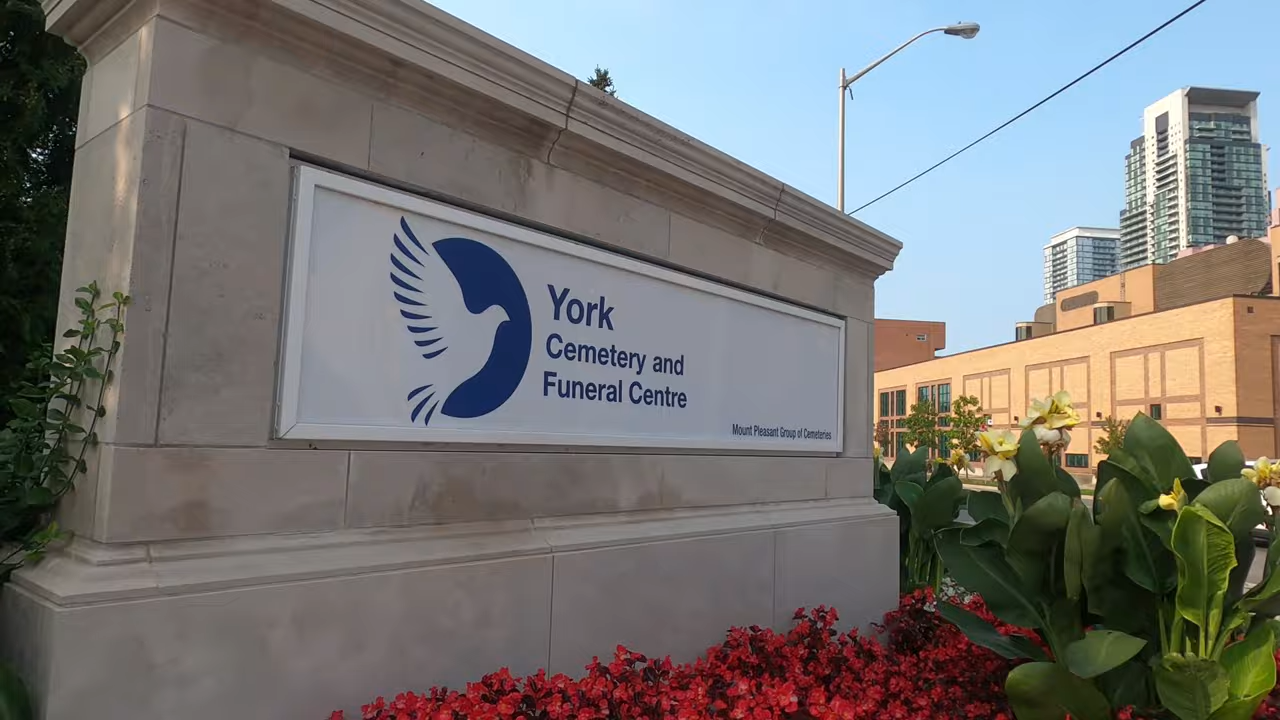 York
Cemetery and
Funeral Centre
Mount Pleasant Group of Cemeteries